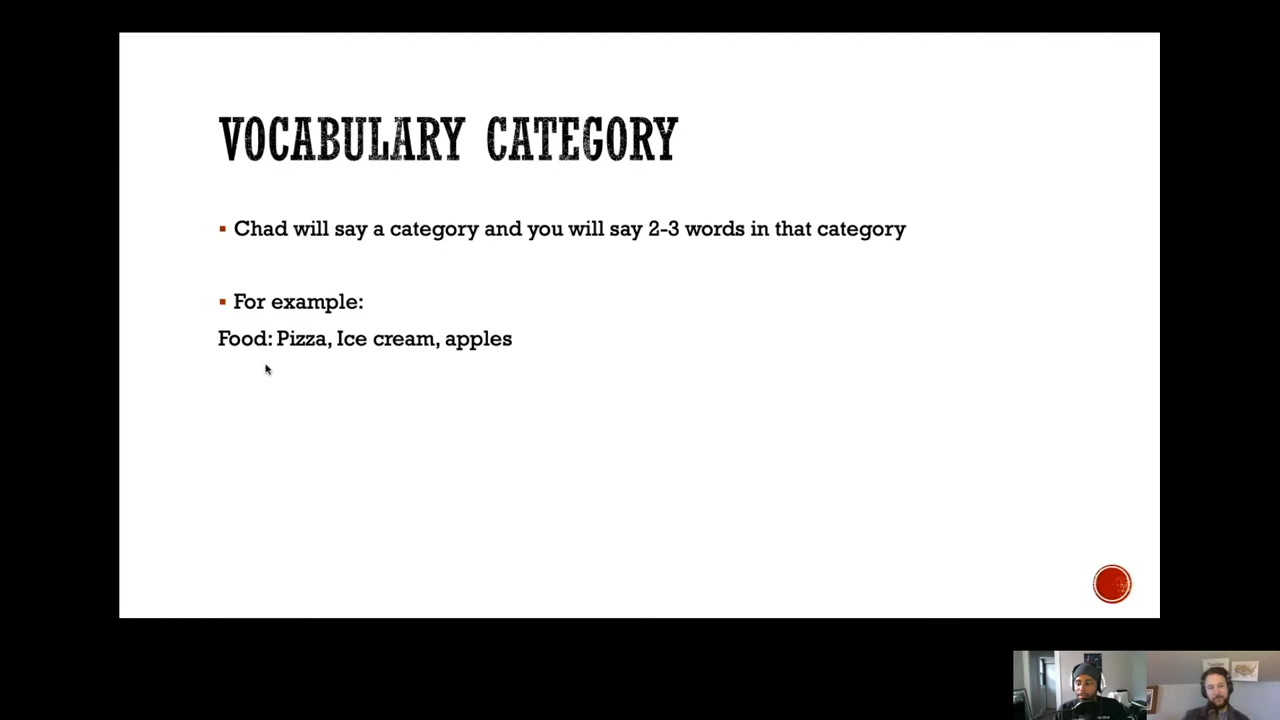 VOCABULARY CATEGORY
Chad will say a category and you will say 2-3 words in that category
For example:
Food: Pizza, Ice cream, apples